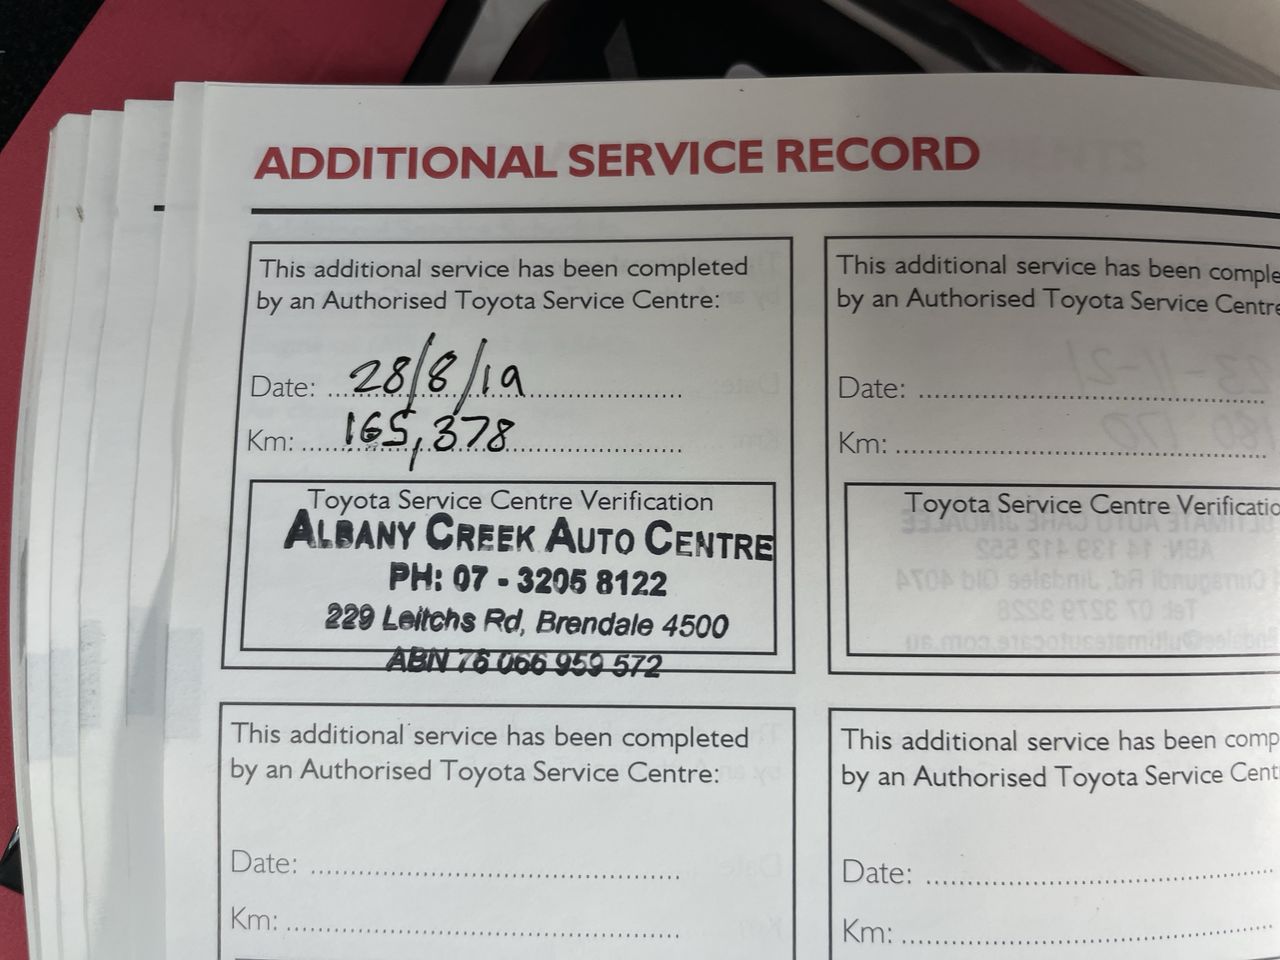 ADDITIONAL SERVICE RECORD
This additional service has been completed
by an Authorised Toyota Service Centre:
Date: 28/8/19
Km: 165,378
Toyota Service Centre Verification
ALBANY CREEK AUTO CENTRE
PH: 07 - 3205 8122
229 Leitchs Rd, Brendale 4500
ABN 76 066 959 572
This additional service has been comple
by an Authorised Toyota Service Centre
Date:
Km:
Toyota Service Centre Verificatio
This additional service has been completed
by an Authorised Toyota Service Centre:
Date:
Km:
This additional service has been comp
by an Authorised Toyota Service Cent
Date:
Km: